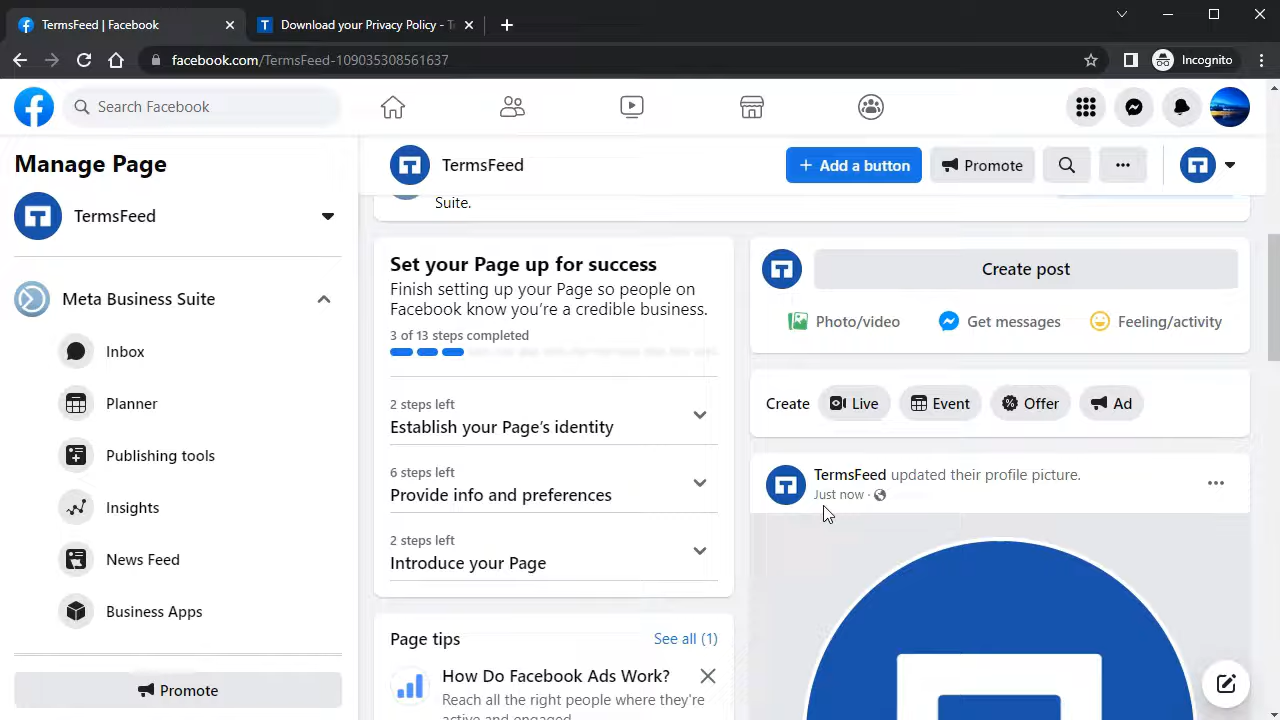 TermsFeed | Facebook
Download your Privacy Policy - Te
facebook.com/TermsFeed-109035308561637
Incognito
Search Facebook
Manage Page
TermsFeed
Meta Business Suite
Inbox
Planner
Publishing tools
Insights
News Feed
Business Apps
Promote
TermsFeed
Add a button
Promote
Suite.
Set your Page up for success
Finish setting up your Page so people on
Facebook know you’re a credible business.
3 of 13 steps completed
2 steps left
Establish your Page’s identity
6 steps left
Provide info and preferences
2 steps left
Introduce your Page
Page tips
See all (1)
How Do Facebook Ads Work?
Reach all the right people where they're
active and engaged.
Create post
Photo/video
Get messages
Feeling/activity
Create
Live
Event
Offer
Ad
TermsFeed updated their profile picture.
Just now ·